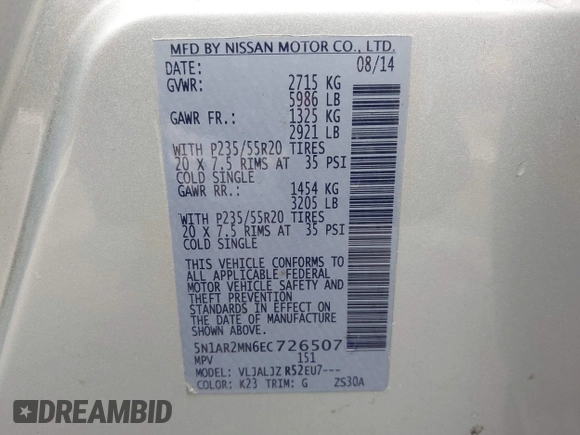 MFD BY NISSAN MOTOR CO., LTD.
DATE: 08/14
GVWR: 2715 KG
5986 LB
GAWR FR.: 1325 KG
2921 LB
WITH P235/55R20 TIRES
20 X 7.5 RIMS AT 35 PSI
COLD SINGLE
GAWR RR.: 1454 KG
3205 LB
WITH P235/55R20 TIRES
20 X 7.5 RIMS AT 35 PSI
COLD SINGLE
THIS VEHICLE CONFORMS TO
ALL APPLICABLE FEDERAL
MOTOR VEHICLE SAFETY AND
THEFT PREVENTION
STANDARDS IN EFFECT ON
THE DATE OF MANUFACTURE
SHOWN ABOVE.
5N1AR2MN6EC726507
MPV 151
MODEL: VLJALJZ R52EU7---
COLOR: K23 TRIM: G ZS30A
DREAMBID